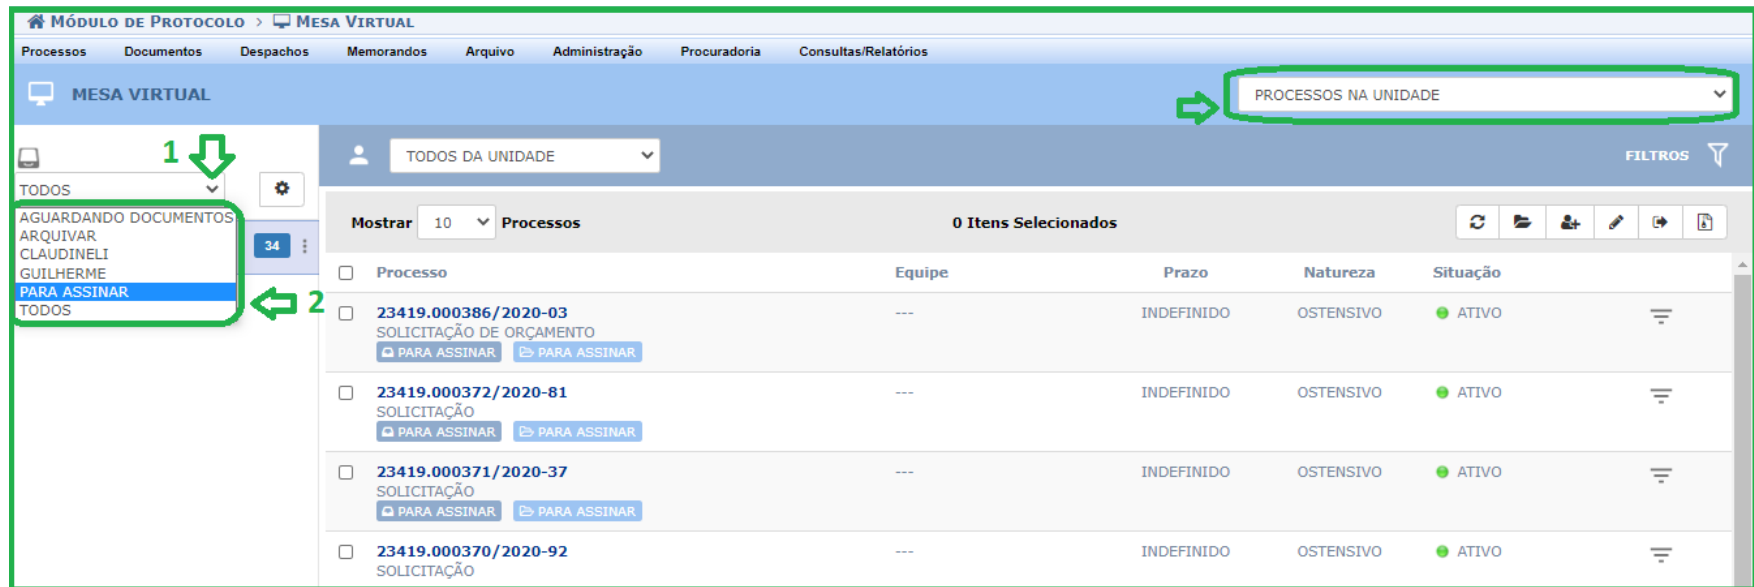 MÓDULO DE PROTOCOLO > MESA VIRTUAL
Processos Documentos Despachos Memorandos Arquivo Administração Procuradoria Consultas/Relatórios
MESA VIRTUAL
PROCESSOS NA UNIDADE
1
TODOS
AGUARDANDO DOCUMENTOS
ARQUIVAR
CLAUDINELI
GUILHERME
PARA ASSINAR
TODOS
34
2
TODOS DA UNIDADE
FILTROS
Mostrar 10 Processos 0 Itens Selecionados
Processo Equipe Prazo Natureza Situação
23419.000386/2020-03 --- INDEFINIDO OSTENSIVO ATIVO
SOLICITAÇÃO DE ORÇAMENTO
PARA ASSINAR PARA ASSINAR
23419.000372/2020-81 --- INDEFINIDO OSTENSIVO ATIVO
SOLICITAÇÃO
PARA ASSINAR PARA ASSINAR
23419.000371/2020-37 --- INDEFINIDO OSTENSIVO ATIVO
SOLICITAÇÃO
PARA ASSINAR PARA ASSINAR
23419.000370/2020-92 --- INDEFINIDO OSTENSIVO ATIVO
SOLICITAÇÃO